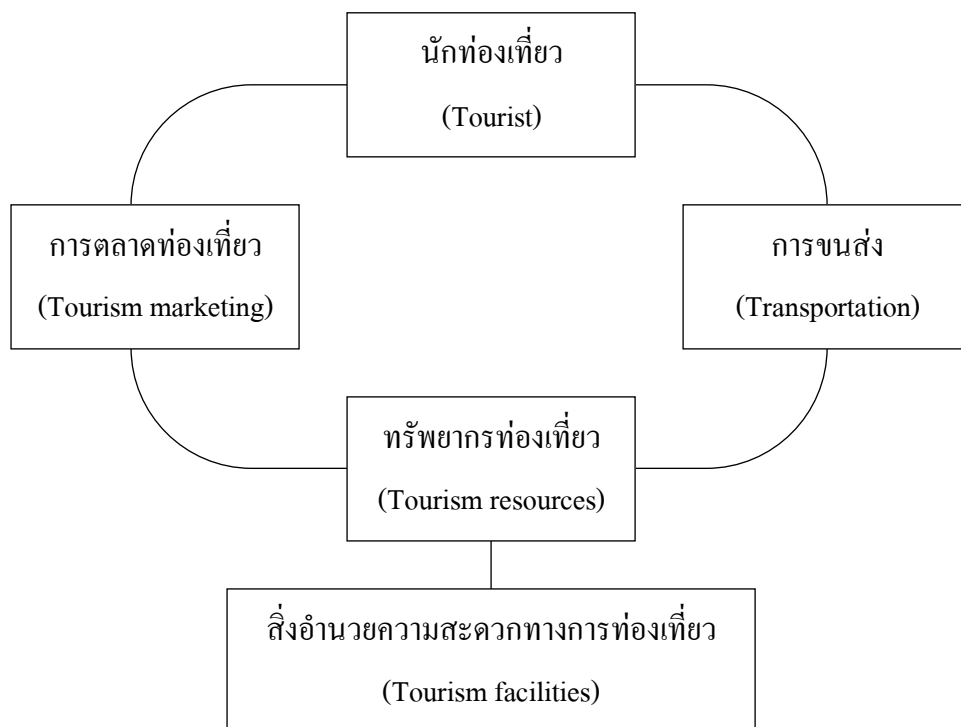 นักท่องเที่ยว
(Tourist)
การตลาดท่องเที่ยว
(Tourism marketing)
การขนส่ง
(Transportation)
ทรัพยากรท่องเที่ยว
(Tourism resources)
สิ่งอำนวยความสะดวกทางการท่องเที่ยว
(Tourism facilities)